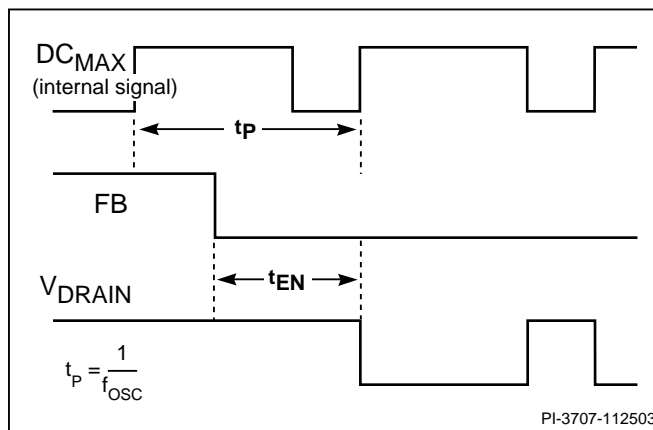 DCMAX
(internal signal)
tP
FB
tEN
VDRAIN
tP = 1/fOSC
PI-3707-112503